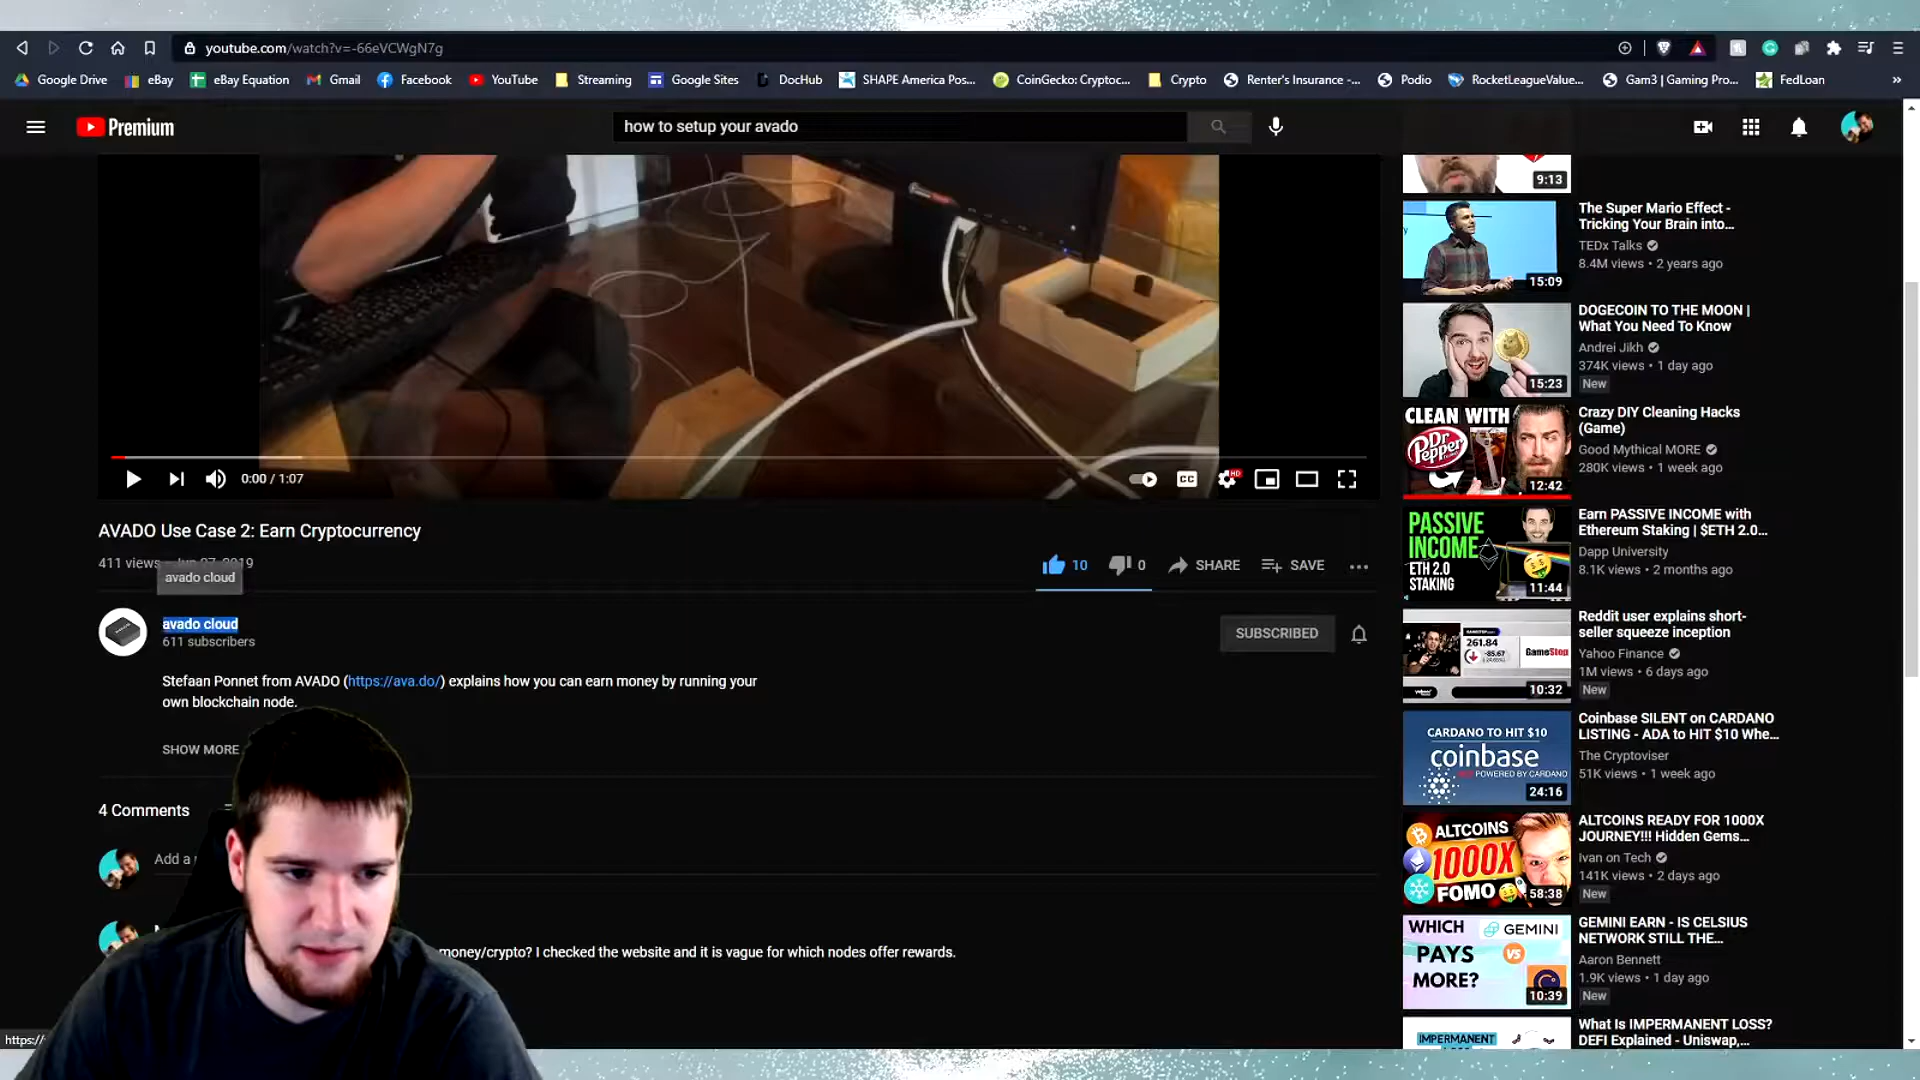 youtube.com/watch?v=-66eVCWgN7g
Google Drive
eBay
eBay Equation
Gmail
Facebook
YouTube
Streaming
Google Sites
DocHub
SHAPE America Pos...
CoinGecko: Cryptoc...
Crypto
Renter's Insurance -...
Podio
RocketLeagueValue...
Gam3 | Gaming Pro...
FedLoan
»
Premium
how to setup your avado
0:00 / 1:07
CC
HD
AVADO Use Case 2: Earn Cryptocurrency
411 views
avado cloud
10
0
SHARE
SAVE
avado cloud
611 subscribers
SUBSCRIBED
Stefaan Ponnet from AVADO (https://ava.do/) explains how you can earn money by running your
own blockchain node.
SHOW MORE
4 Comments
Add a
money/crypto? I checked the website and it is vague for which nodes offer rewards.
https://
9:13
The Super Mario Effect -
Tricking Your Brain into...
TEDx Talks
8.4M views • 2 years ago
15:09
DOGECOIN TO THE MOON |
What You Need To Know
Andrei Jikh
374K views • 1 day ago
New
15:23
CLEAN WITH
Dr Pepper
12:42
Crazy DIY Cleaning Hacks
(Game)
Good Mythical MORE
280K views • 1 week ago
PASSIVE
INCOME
ETH 2.0
STAKING
11:44
Earn PASSIVE INCOME with
Ethereum Staking | $ETH 2.0...
Dapp University
8.1K views • 2 months ago
261.84
-85.67
GameStop
10:32
Reddit user explains short-
seller squeeze inception
Yahoo Finance
1M views • 6 days ago
New
CARDANO TO HIT $10
coinbase
POWERED BY CARDANO
24:16
Coinbase SILENT on CARDANO
LISTING - ADA to HIT $10 Whe...
The Cryptoviser
51K views • 1 week ago
ALTCOINS
1000X
FOMO
58:38
ALTCOINS READY FOR 1000X
JOURNEY!!! Hidden Gems...
Ivan on Tech
141K views • 2 days ago
New
WHICH
PAYS
MORE?
GEMINI
VS
10:39
GEMINI EARN - IS CELSIUS
NETWORK STILL THE...
Aaron Bennett
1.9K views • 1 day ago
New
IMPERMANENT
What Is IMPERMANENT LOSS?
DEFI Explained - Uniswap,...